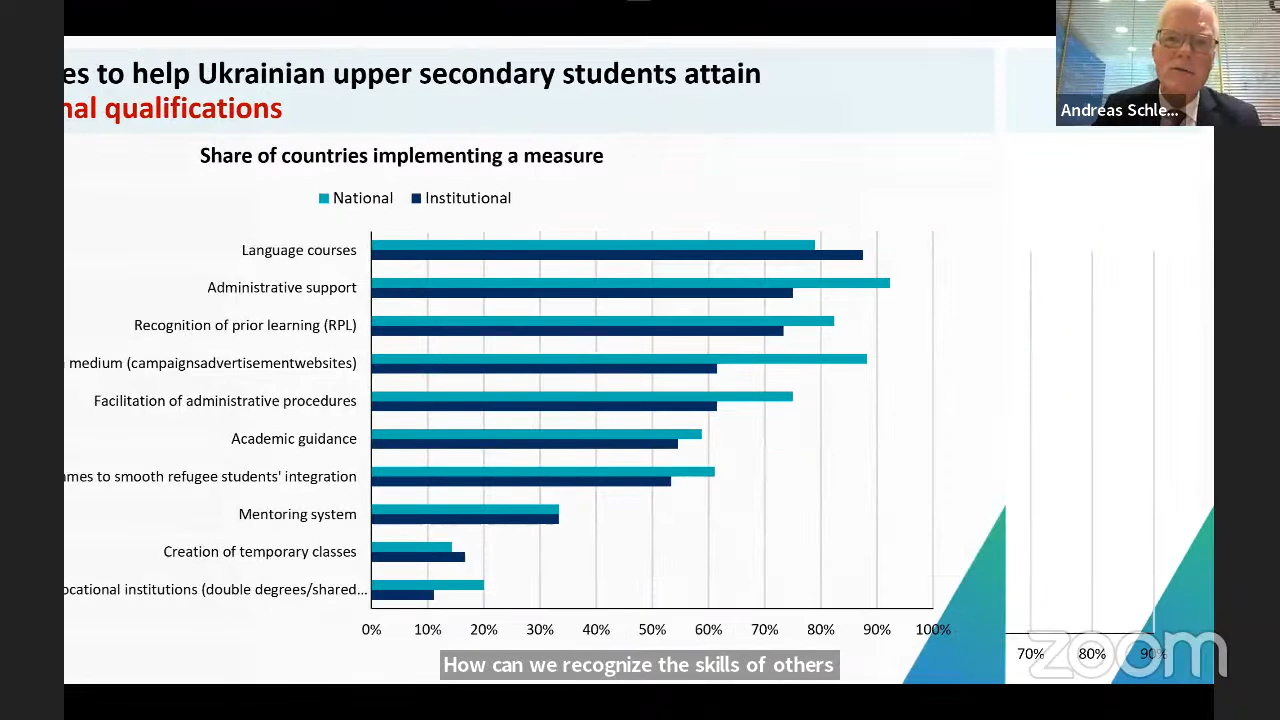 es to help Ukrainian upper secondary students attain
nal qualifications
Andreas Schle...
Share of countries implementing a measure
National Institutional
Language courses
Administrative support
Recognition of prior learning (RPL)
medium (campaignsadvertisementwebsites)
Facilitation of administrative procedures
Academic guidance
mmes to smooth refugee students' integration
Mentoring system
Creation of temporary classes
ocational institutions (double degrees/shared...
0% 10% 20% 30% 40% 50% 60% 70% 80% 90% 100%
70% 80% 90%
How can we recognize the skills of others
zoom